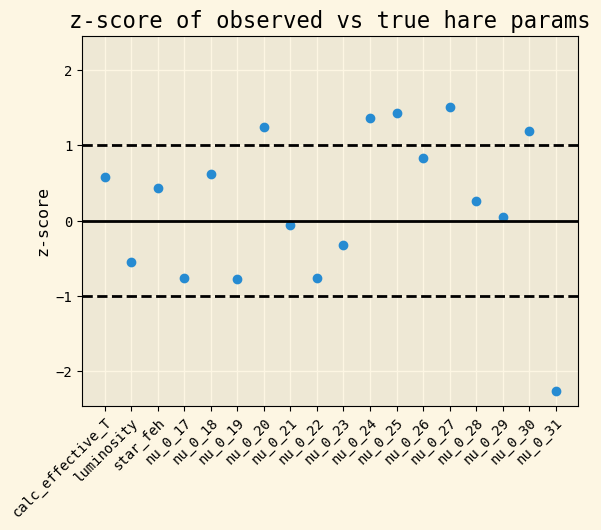 z-score of observed vs true hare params
z-score
2
1
0
−1
−2
calc_effective_T
luminosity
star_feh
nu_0_17
nu_0_18
nu_0_19
nu_0_20
nu_0_21
nu_0_22
nu_0_23
nu_0_24
nu_0_25
nu_0_26
nu_0_27
nu_0_28
nu_0_29
nu_0_30
nu_0_31